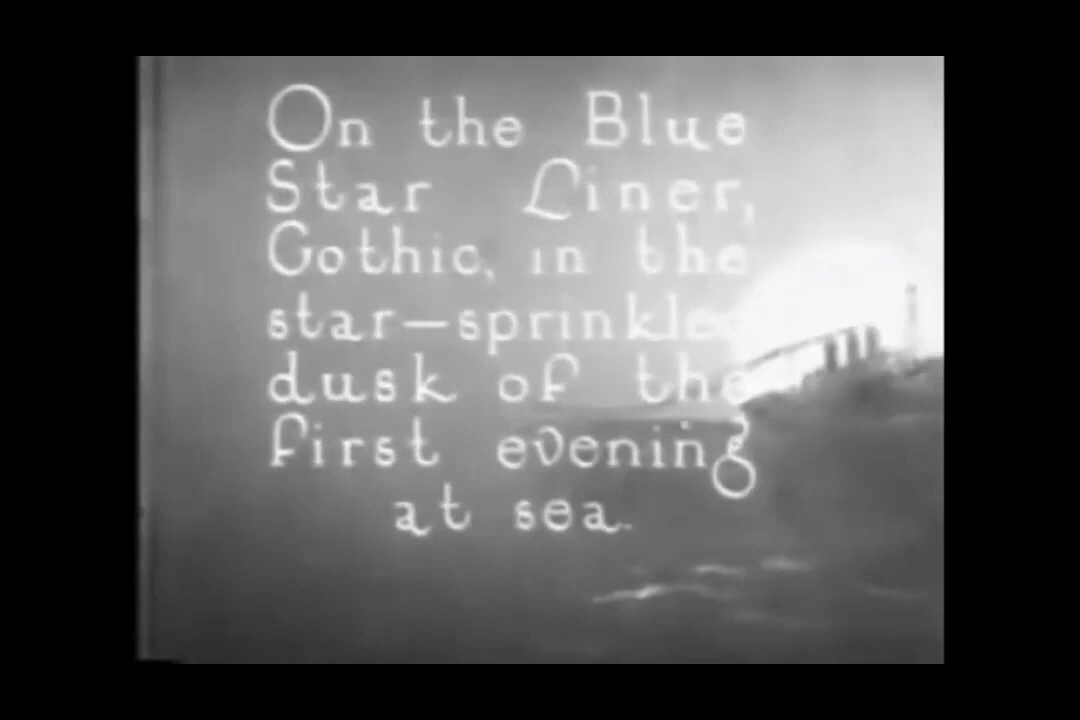 On the Blue
Star Liner,
Gothic, in the
star—sprinkled
dusk of the
first evening
at sea.